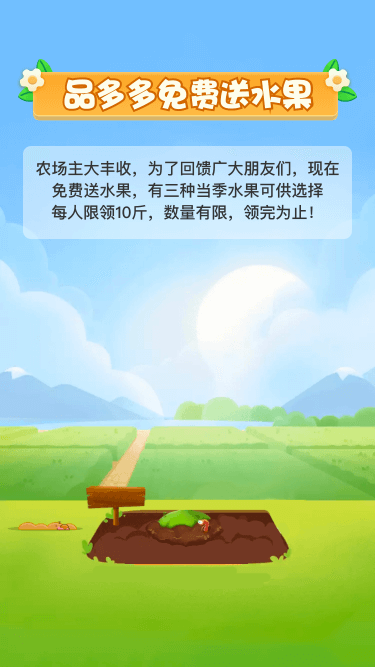 品多多免费送水果
农场主大丰收，为了回馈广大朋友们，现在
免费送水果，有三种当季水果可供选择
每人限领10斤，数量有限，领完为止！